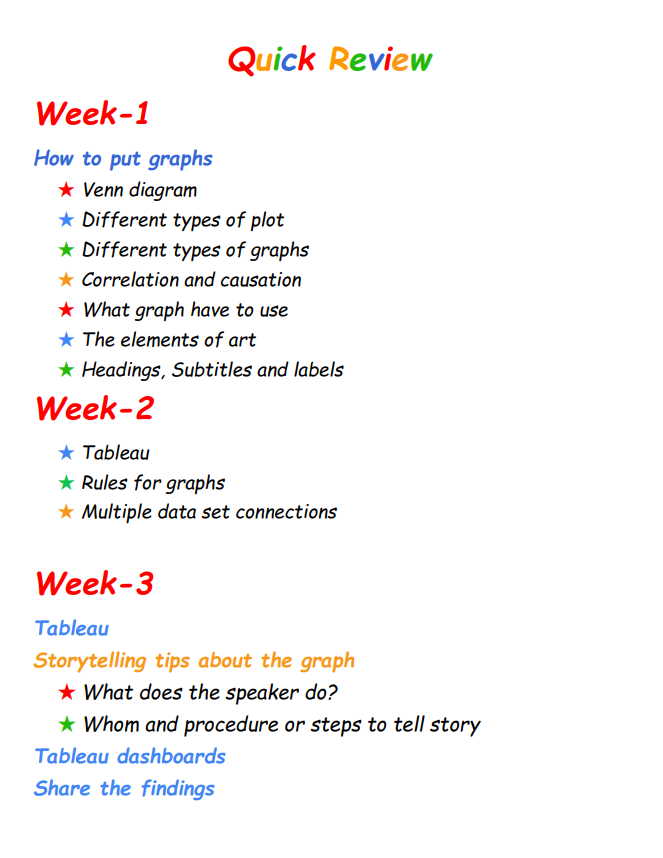 Quick Review
Week-1
How to put graphs
★ Venn diagram
★ Different types of plot
★ Different types of graphs
★ Correlation and causation
★ What graph have to use
★ The elements of art
★ Headings, Subtitles and labels
Week-2
★ Tableau
★ Rules for graphs
★ Multiple data set connections
Week-3
Tableau
Storytelling tips about the graph
★ What does the speaker do?
★ Whom and procedure or steps to tell story
Tableau dashboards
Share the findings